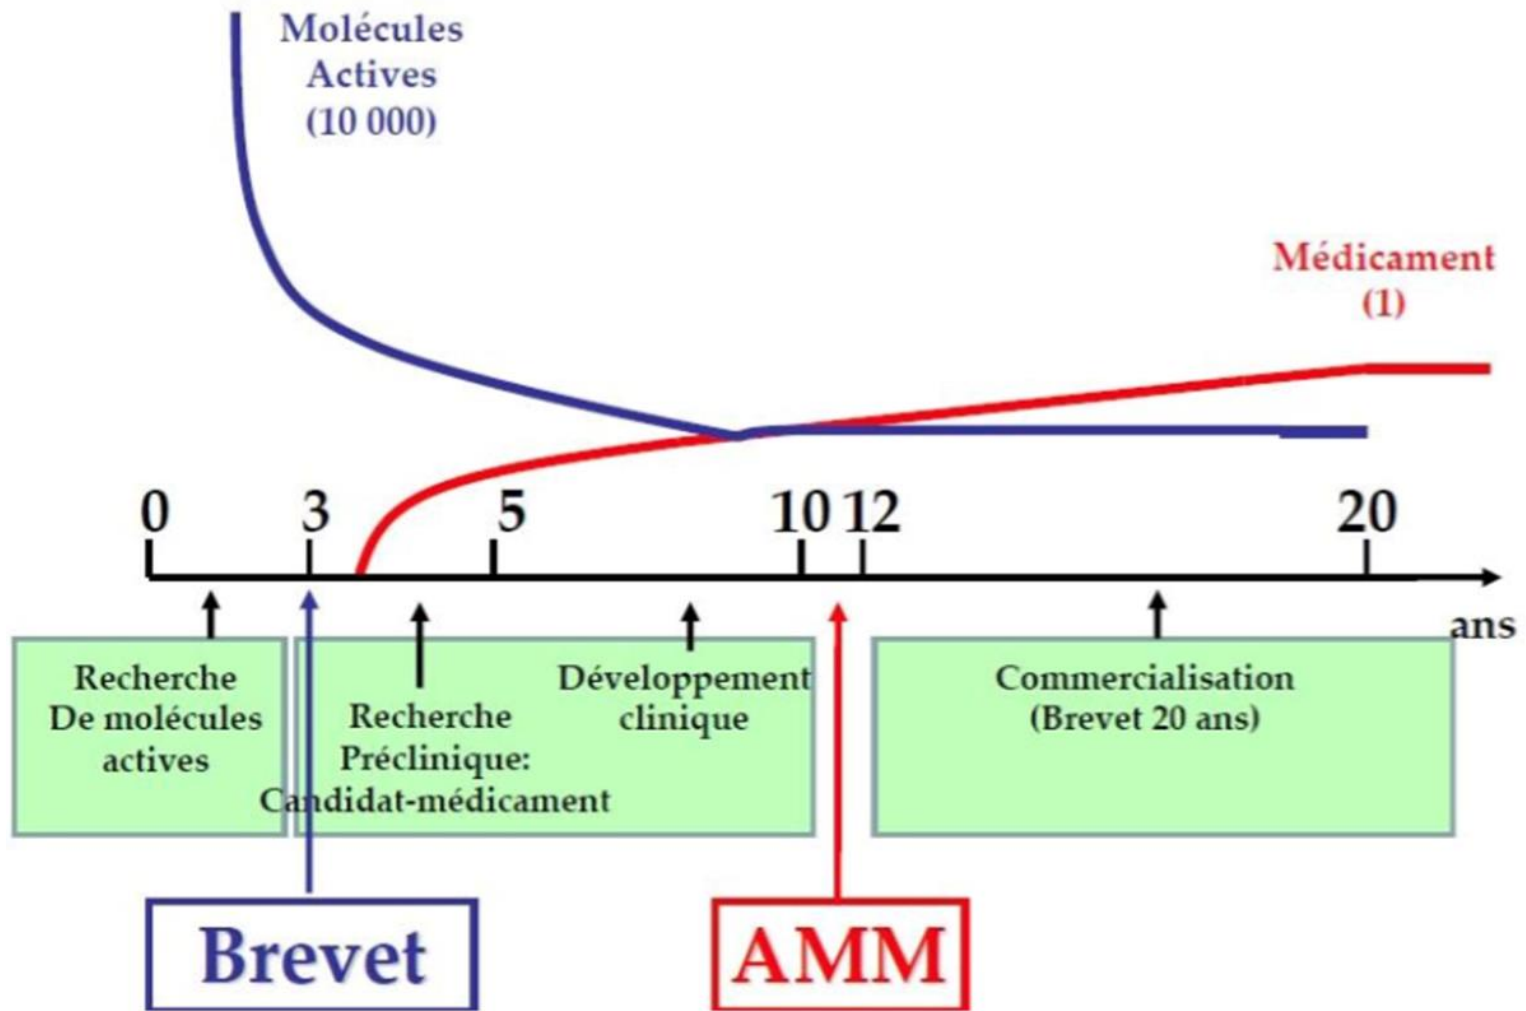 Molécules
Actives
(10 000)
Médicament
(1)
0
3
5
10
12
20
ans
Recherche
De molécules
actives
Recherche
Préclinique:
Candidat-médicament
Développement
clinique
Commercialisation
(Brevet 20 ans)
Brevet
AMM